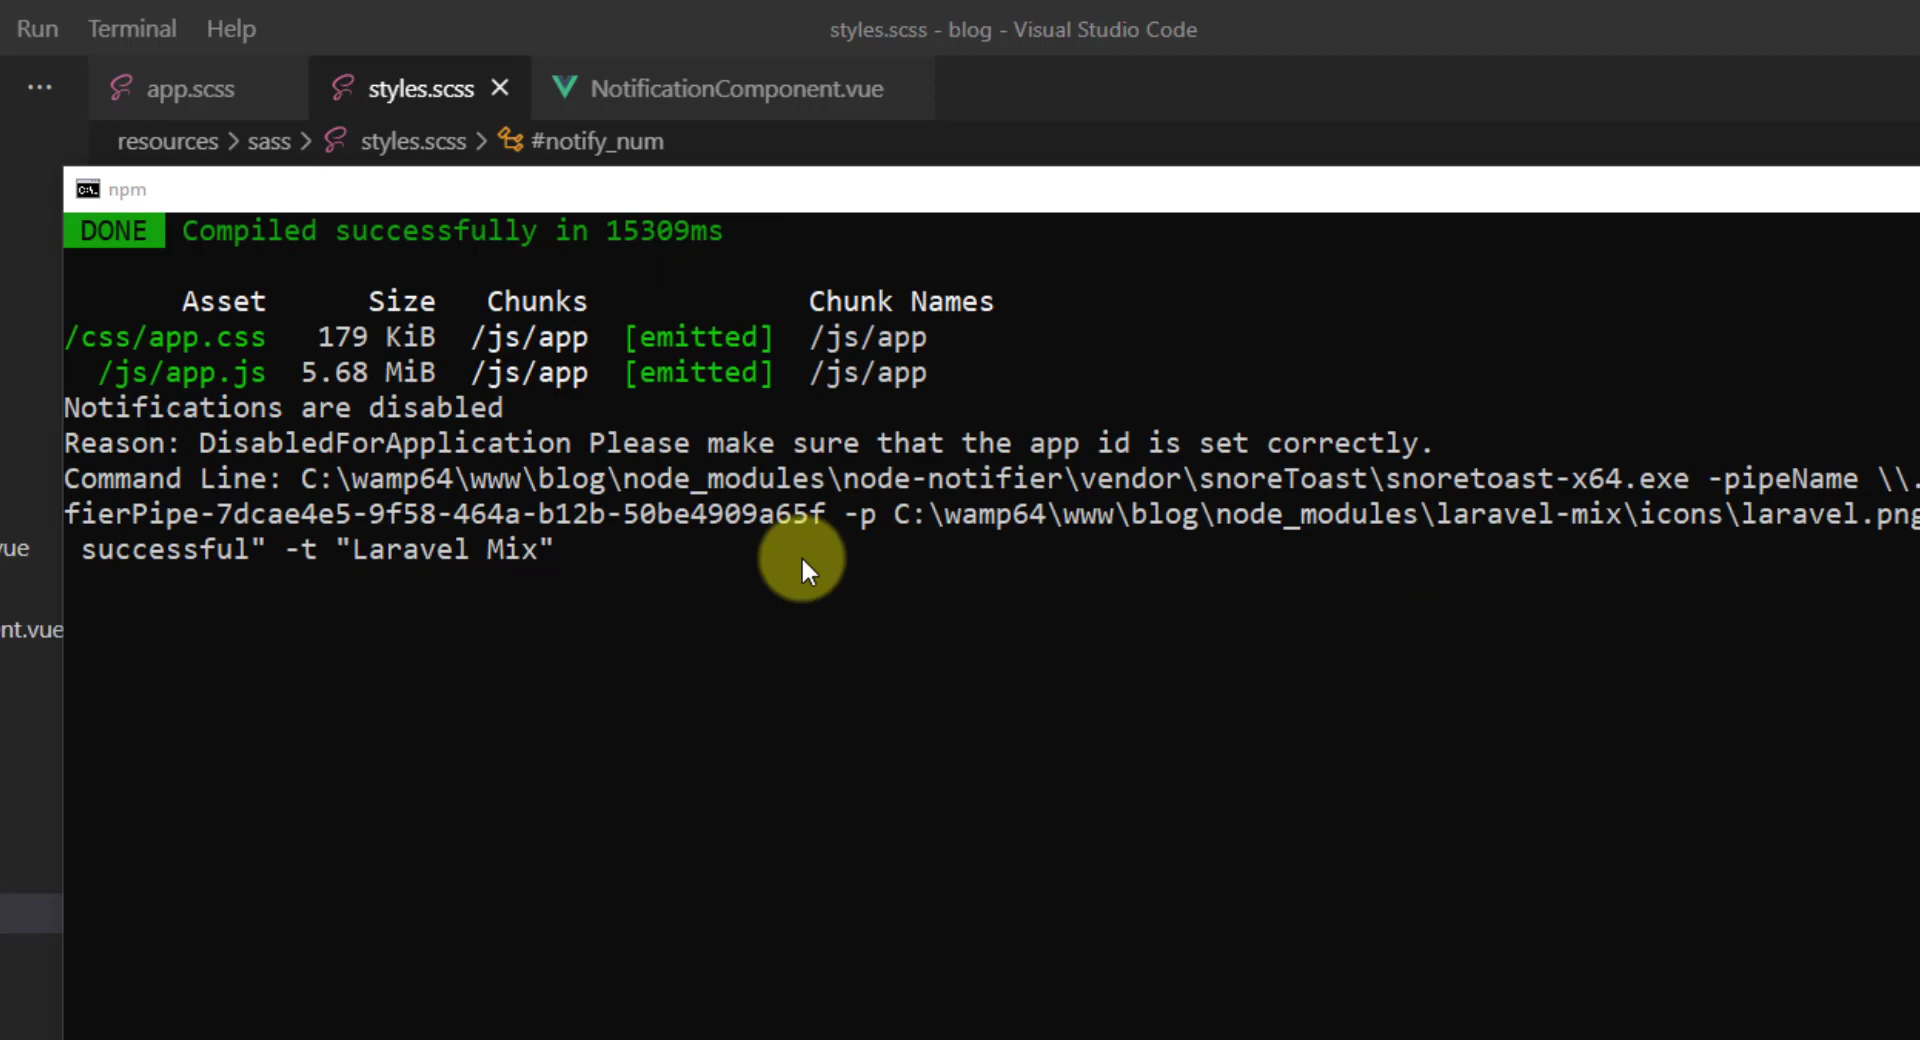 Run Terminal Help styles.scss - blog - Visual Studio Code
app.scss styles.scss NotificationComponent.vue
resources > sass > styles.scss > #notify_num
npm
DONE Compiled successfully in 15309ms
Asset Size Chunks Chunk Names
/css/app.css 179 KiB /js/app [emitted] /js/app
/js/app.js 5.68 MiB /js/app [emitted] /js/app
Notifications are disabled
Reason: DisabledForApplication Please make sure that the app id is set correctly.
Command Line: C:\wamp64\www\blog\node_modules\node-notifier\vendor\snoreToast\snoretoast-x64.exe -pipeName \\.
fierPipe-7dcae4e5-9f58-464a-b12b-50be4909a65f -p C:\wamp64\www\blog\node_modules\laravel-mix\icons\laravel.png
successful" -t "Laravel Mix"
vue
nt.vue